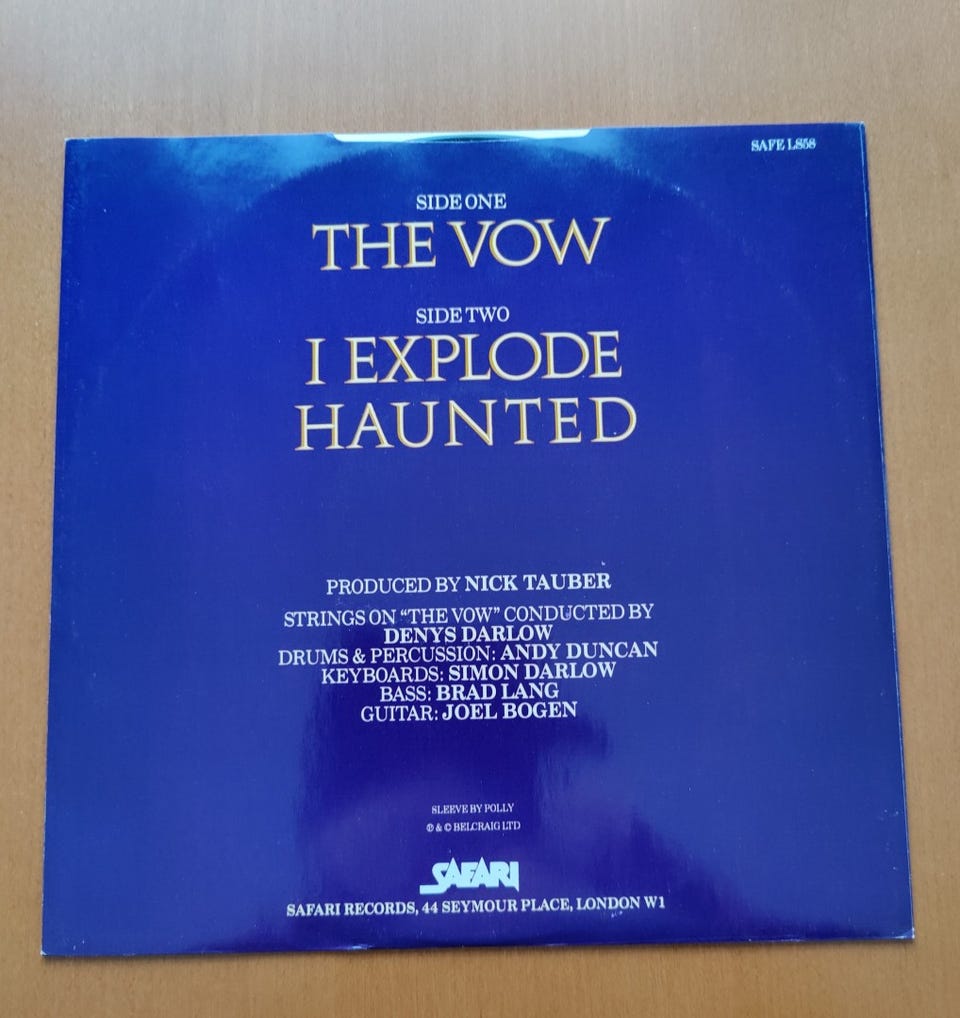 SAFE LS58
SIDE ONE
THE VOW
SIDE TWO
I EXPLODE
HAUNTED
PRODUCED BY NICK TAUBER
STRINGS ON “THE VOW” CONDUCTED BY
DENYS DARLOW
DRUMS & PERCUSSION: ANDY DUNCAN
KEYBOARDS: SIMON DARLOW
BASS: BRAD LANG
GUITAR: JOEL BOGEN
SLEEVE BY POLLY
℗ & © BELCRAIG LTD
SAFARI
SAFARI RECORDS, 44 SEYMOUR PLACE, LONDON W1